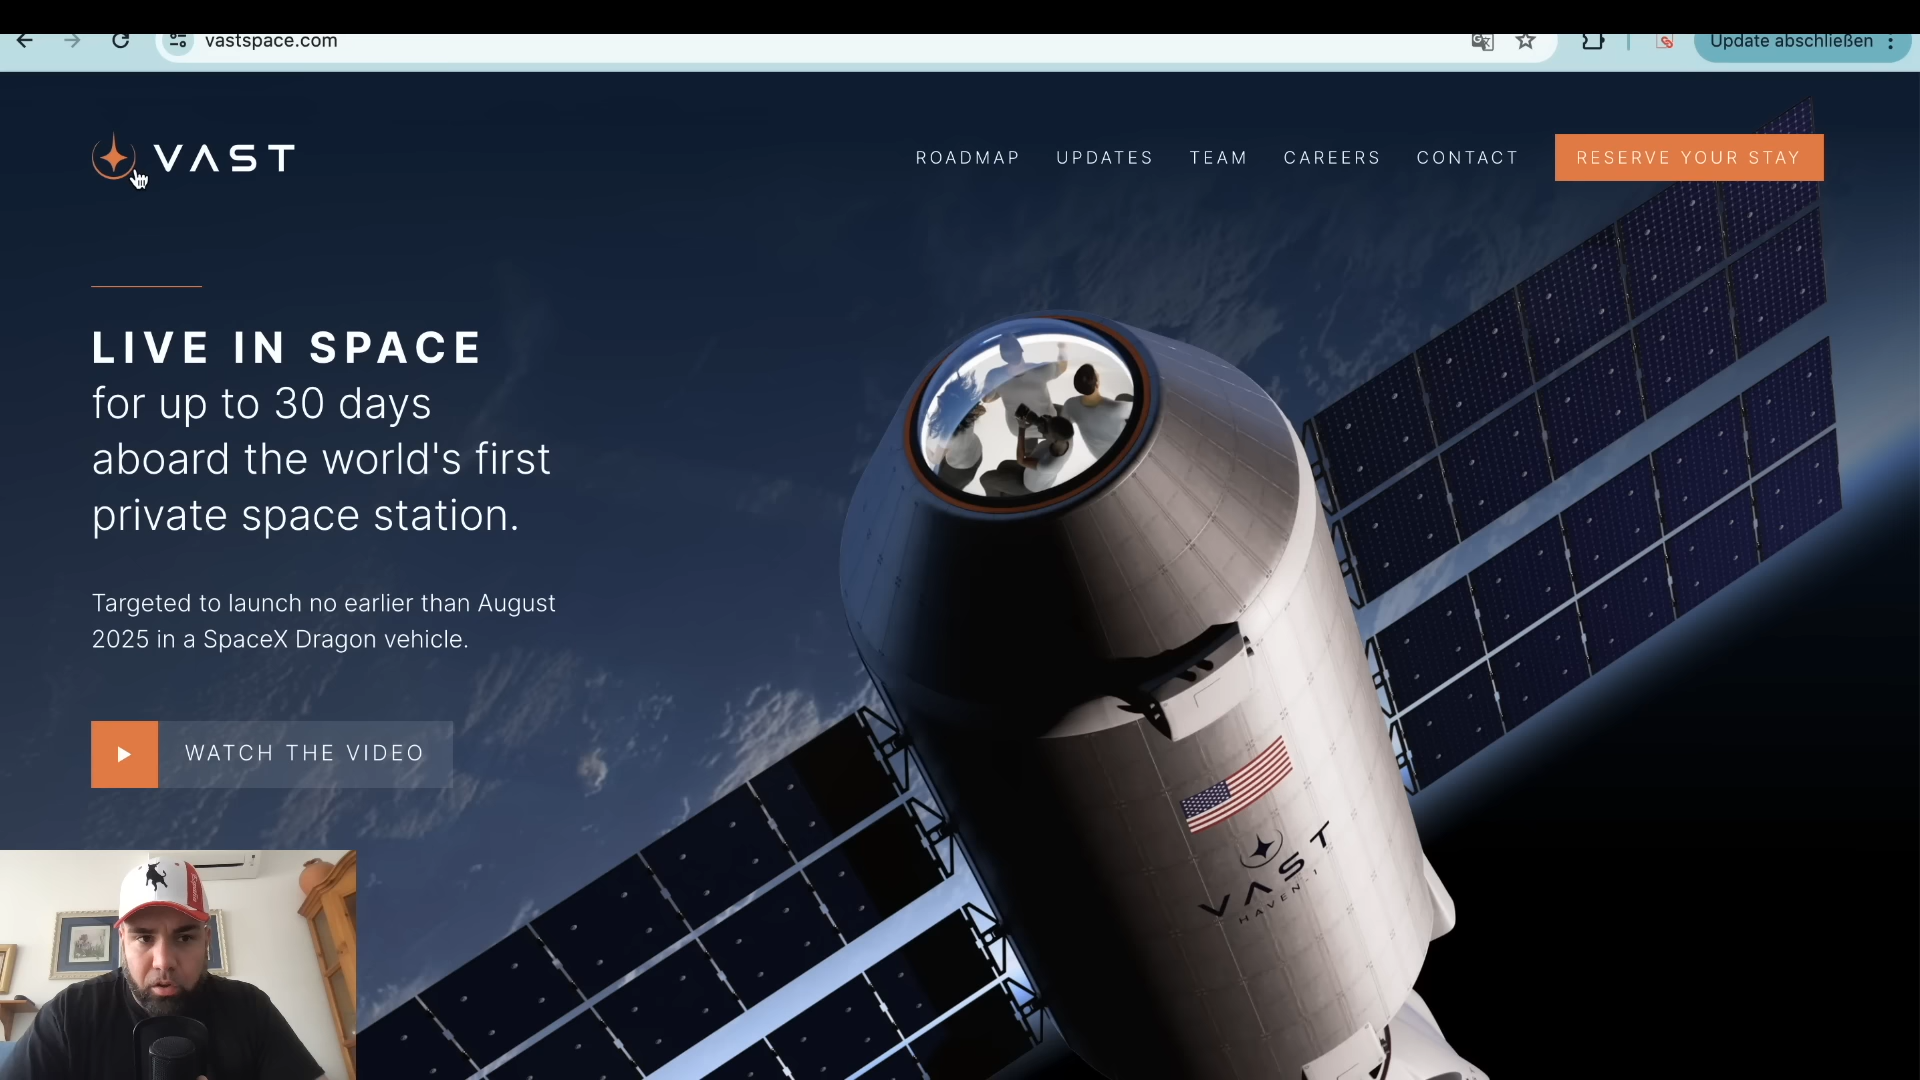 vastspace.com
Update abschließen
VAST
ROADMAP
UPDATES
TEAM
CAREERS
CONTACT
RESERVE YOUR STAY
LIVE IN SPACE
for up to 30 days
aboard the world's first
private space station.
Targeted to launch no earlier than August
2025 in a SpaceX Dragon vehicle.
WATCH THE VIDEO
VAST
HAVEN-1